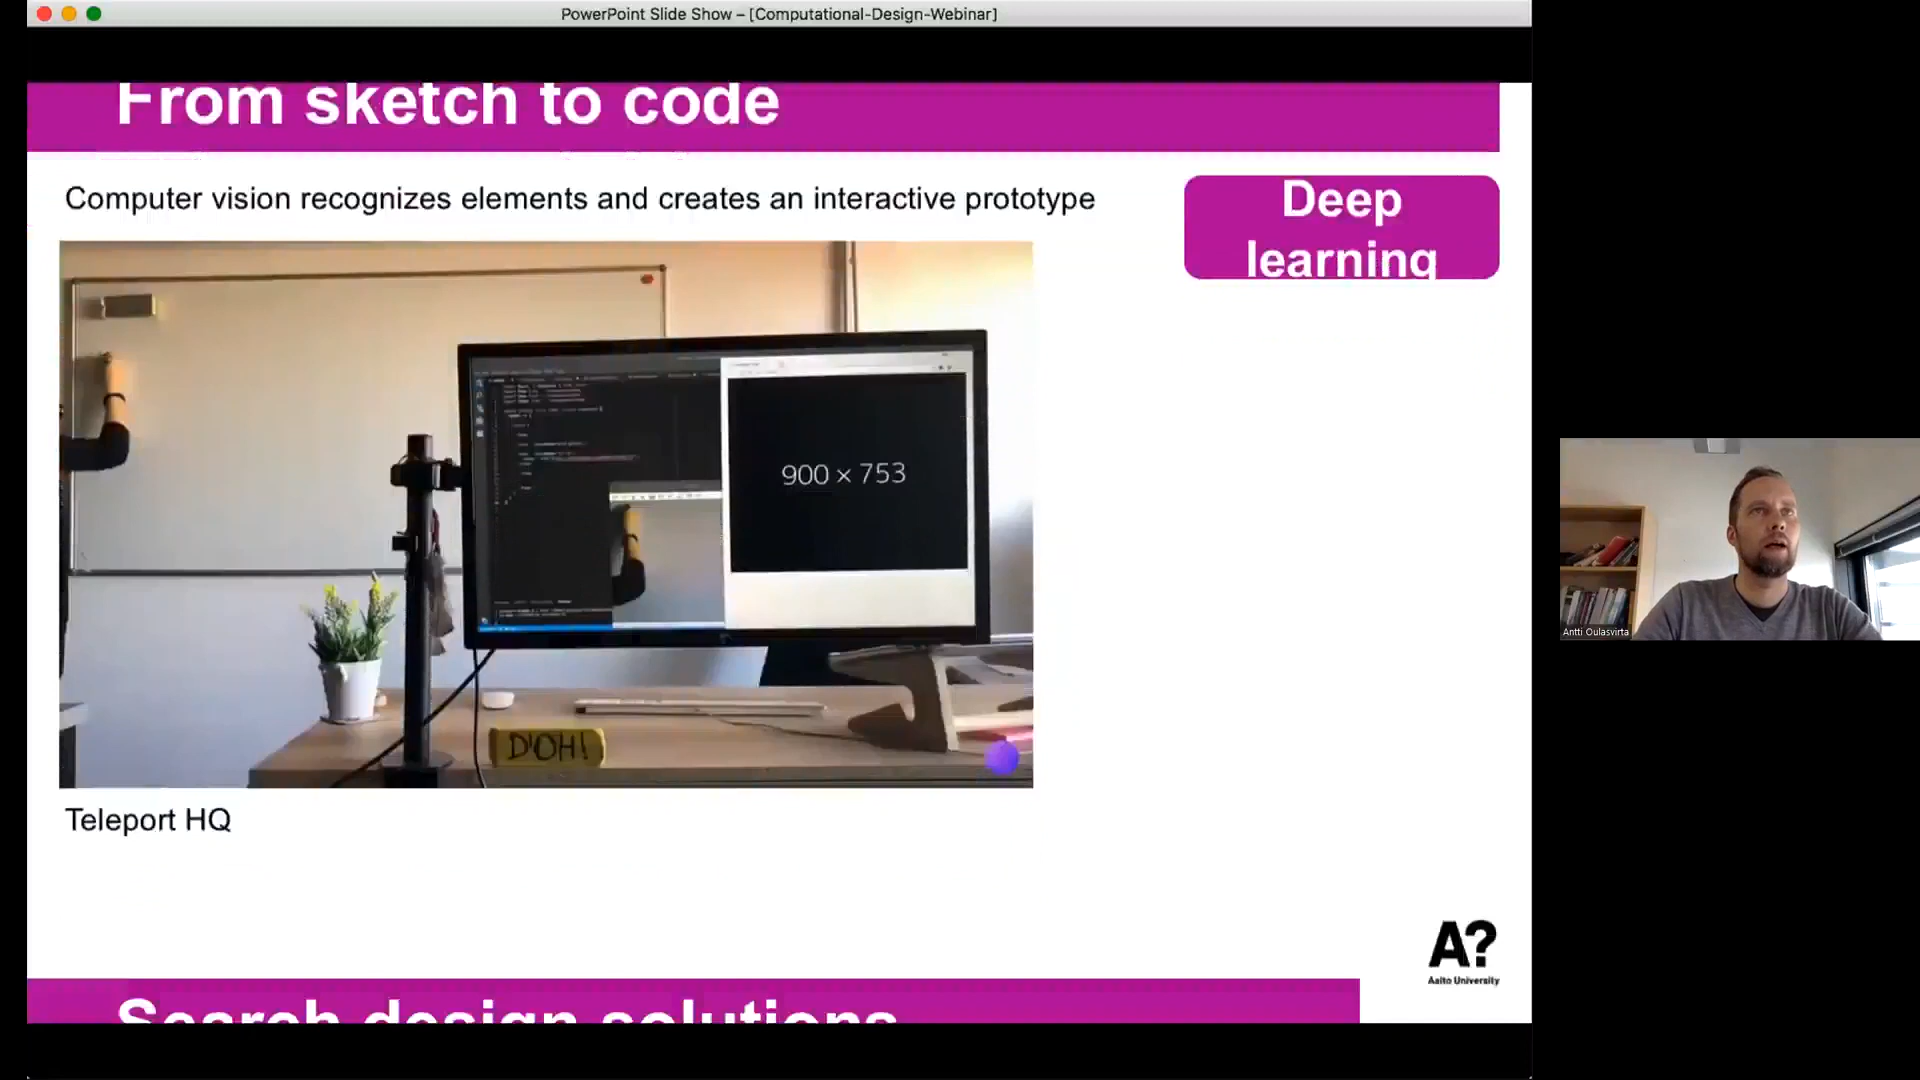 PowerPoint Slide Show – [Computational-Design-Webinar]
From sketch to code
Computer vision recognizes elements and creates an interactive prototype
Deep
learning
900 × 753
D'OH!
Teleport HQ
Antti Oulasvirta
A?
Aalto University
Search design solutions